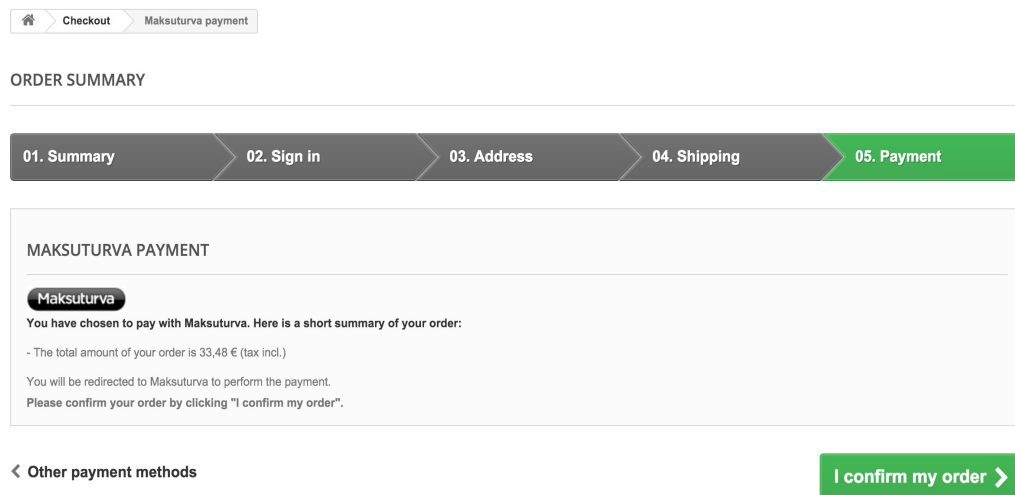 Checkout Maksuturva payment
ORDER SUMMARY
01. Summary 02. Sign in 03. Address 04. Shipping 05. Payment
MAKSUTURVA PAYMENT
Maksuturva
You have chosen to pay with Maksuturva. Here is a short summary of your order:
- The total amount of your order is 33,48 € (tax incl.)
You will be redirected to Maksuturva to perform the payment.
Please confirm your order by clicking "I confirm my order".
Other payment methods
I confirm my order